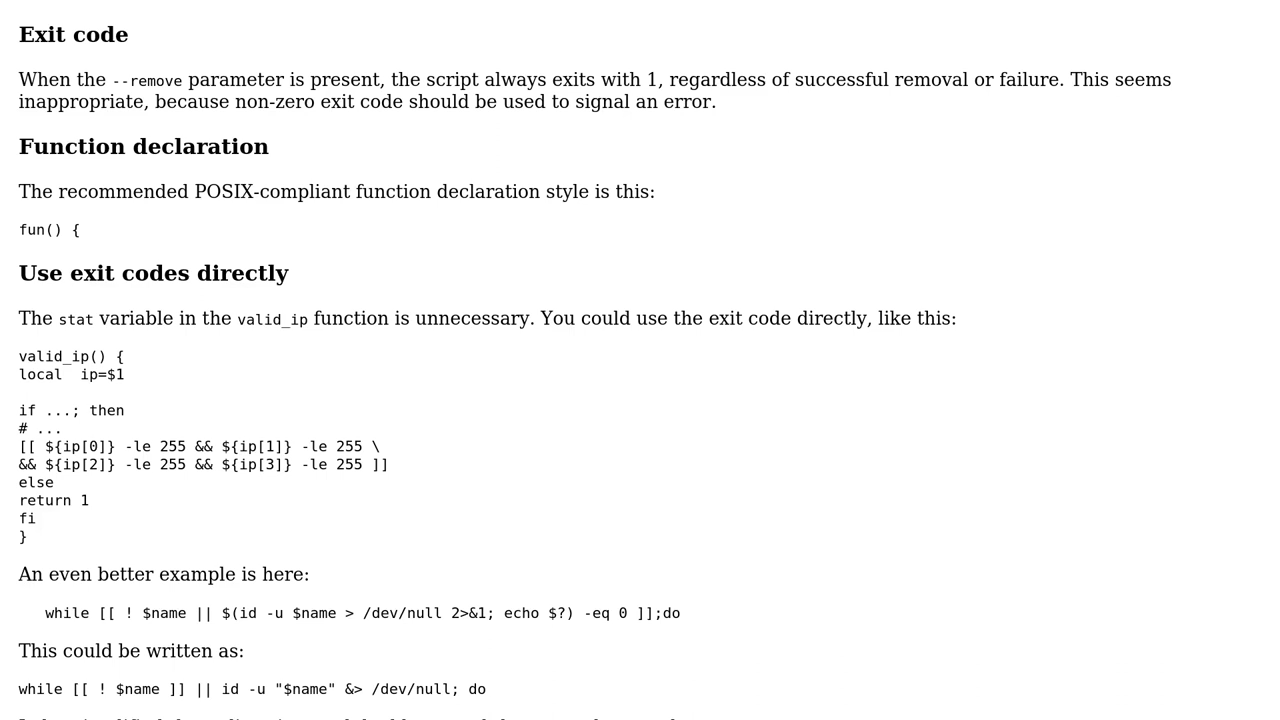 Exit code
When the --remove parameter is present, the script always exits with 1, regardless of successful removal or failure. This seems
inappropriate, because non-zero exit code should be used to signal an error.
Function declaration
The recommended POSIX-compliant function declaration style is this:
fun() {
Use exit codes directly
The stat variable in the valid_ip function is unnecessary. You could use the exit code directly, like this:
valid_ip() {
local  ip=$1
if ...; then
# ...
[[ ${ip[0]} -le 255 && ${ip[1]} -le 255 \
&& ${ip[2]} -le 255 && ${ip[3]} -le 255 ]]
else
return 1
fi
}
An even better example is here:
   while [[ ! $name || $(id -u $name > /dev/null 2>&1; echo $?) -eq 0 ]];do
This could be written as:
while [[ ! $name ]] || id -u "$name" &> /dev/null; do